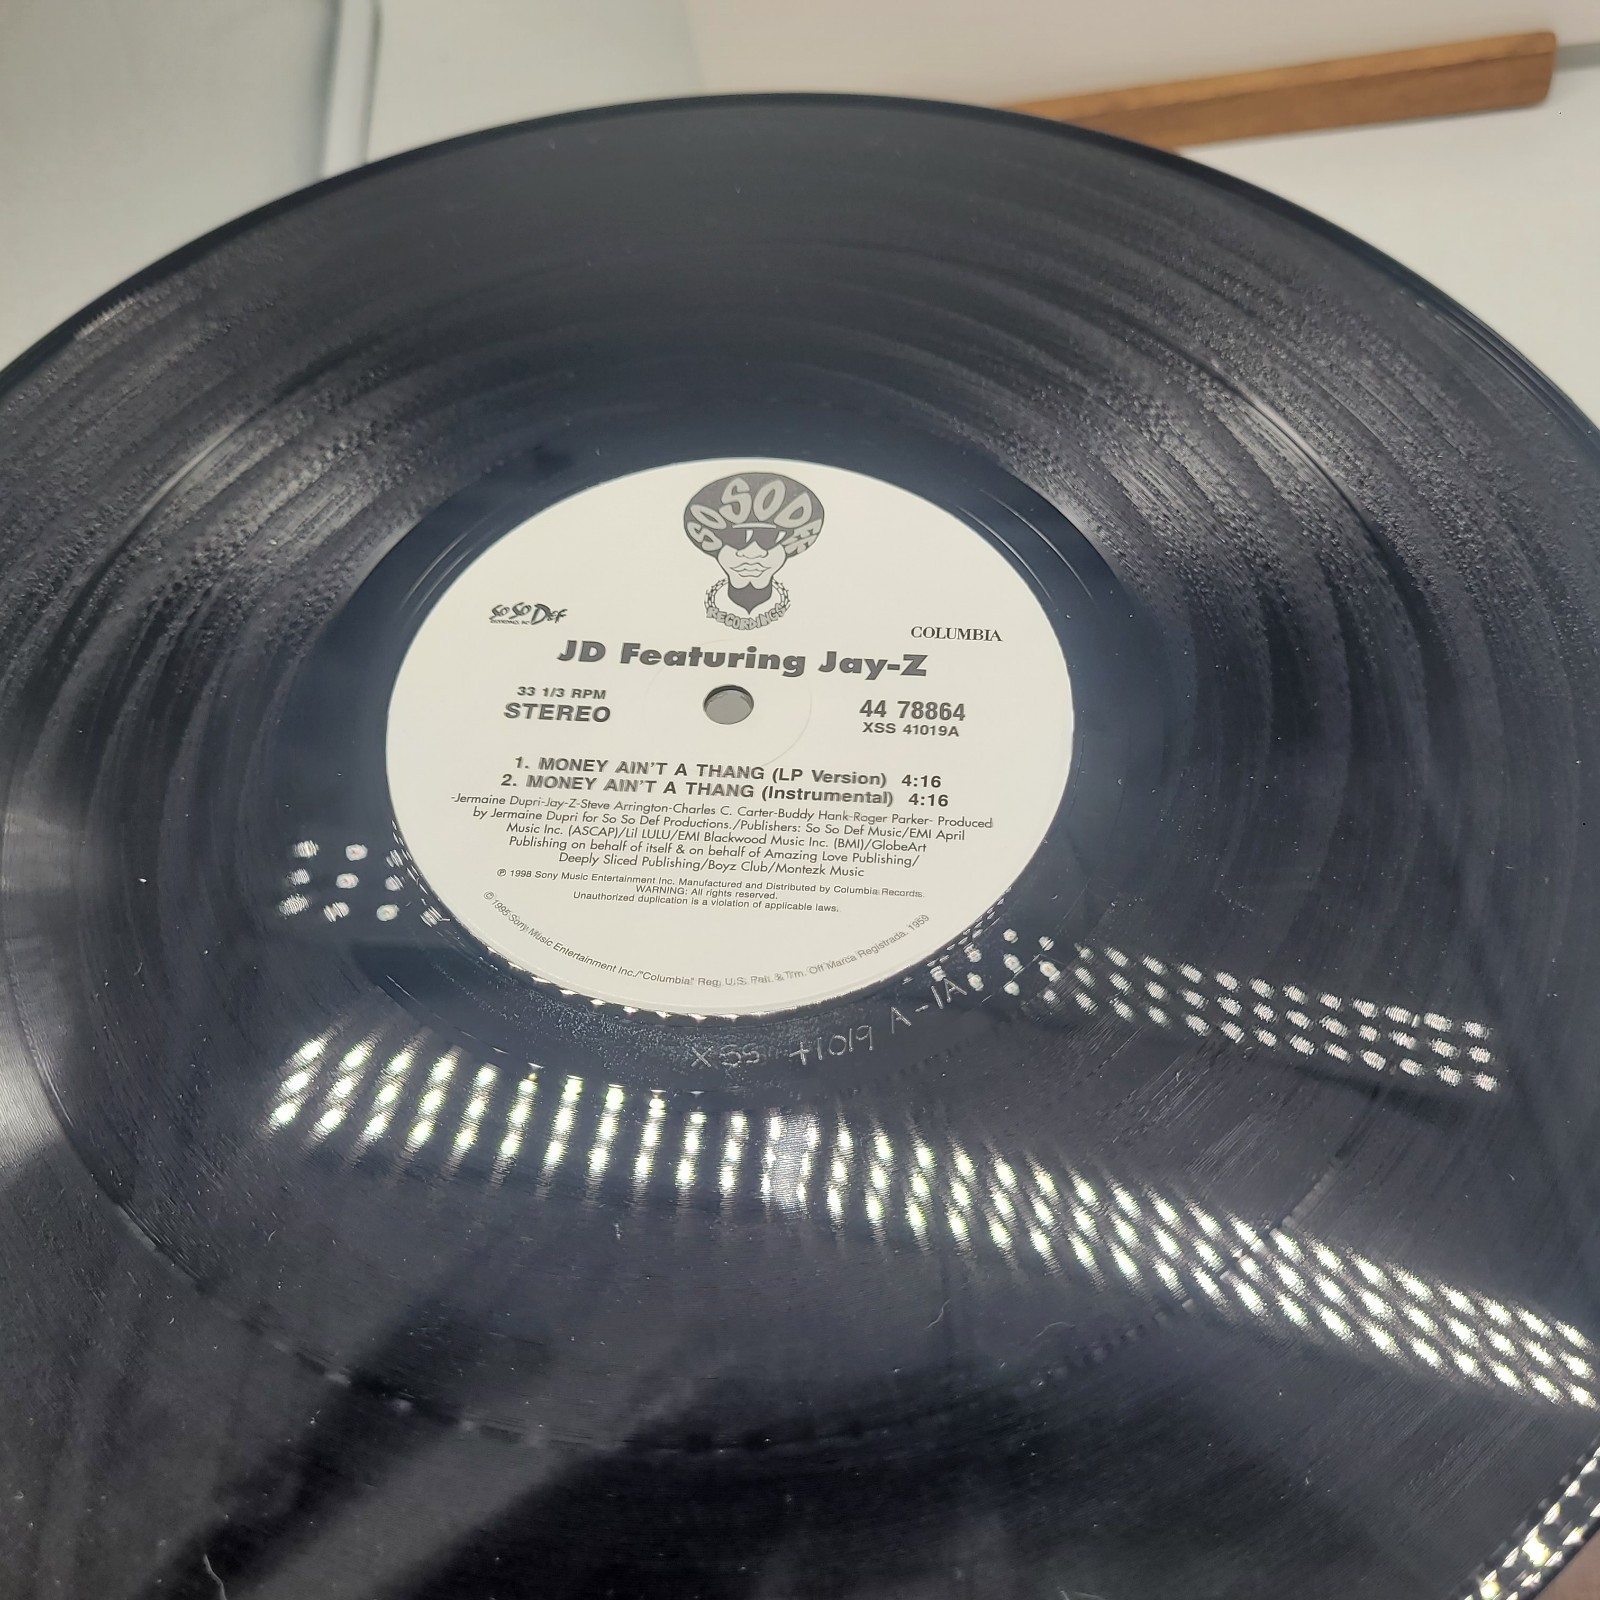 SO SO DEF
RECORDINGS
So So Def
COLUMBIA
JD Featuring Jay-Z
33 1/3 RPM
STEREO
44 78864
XSS 41019A
1. MONEY AIN'T A THANG (LP Version) 4:16
2. MONEY AIN'T A THANG (Instrumental) 4:16
-Jermaine Dupri-Jay-Z-Steve Arrington-Charles C. Carter-Buddy Hank-Roger Parker- Produced
by Jermaine Dupri for So So Def Productions./Publishers: So So Def Music/EMI April
Music Inc. (ASCAP)/Lil LULU/EMI Blackwood Music Inc. (BMI)/GlobeArt
Publishing on behalf of itself & on behalf of Amazing Love Publishing/
Deeply Sliced Publishing/Boyz Club/Montezk Music
℗ 1998 Sony Music Entertainment Inc. Manufactured and Distributed by Columbia Records.
WARNING: All rights reserved.
Unauthorized duplication is a violation of applicable laws.
© 1995 Sony Music Entertainment Inc./"Columbia" Reg. U.S. Pat. & Tm. Off Marca Registrada. 1959
XSS 41019 A-1A